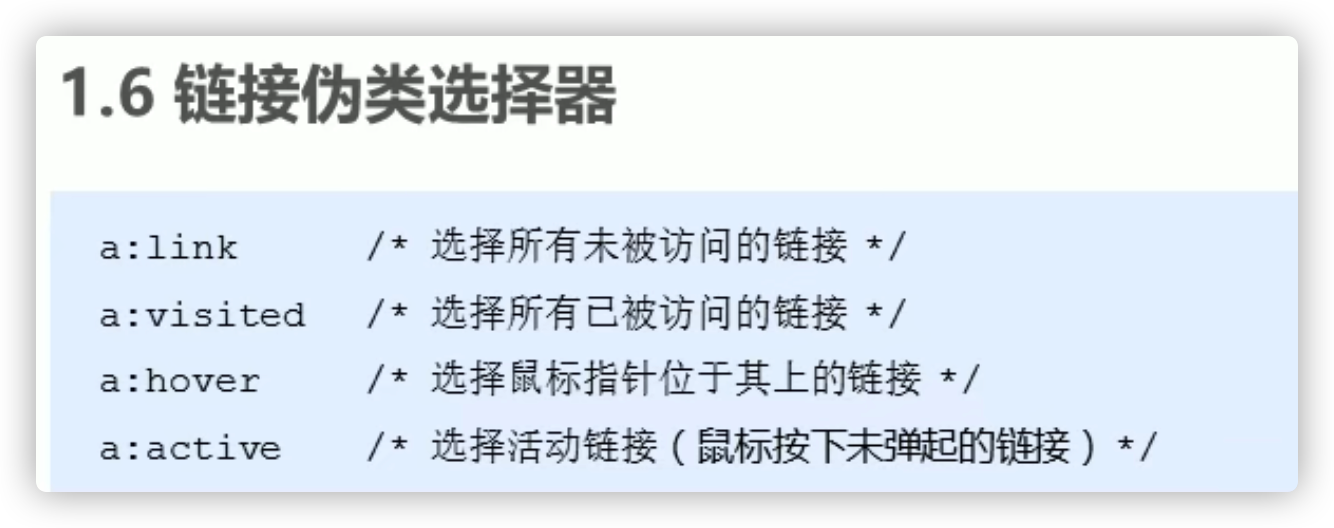 1.6 链接伪类选择器
a:link /* 选择所有未被访问的链接 */
a:visited /* 选择所有已被访问的链接 */
a:hover /* 选择鼠标指针位于其上的链接 */
a:active /* 选择活动链接（鼠标按下未弹起的链接）*/